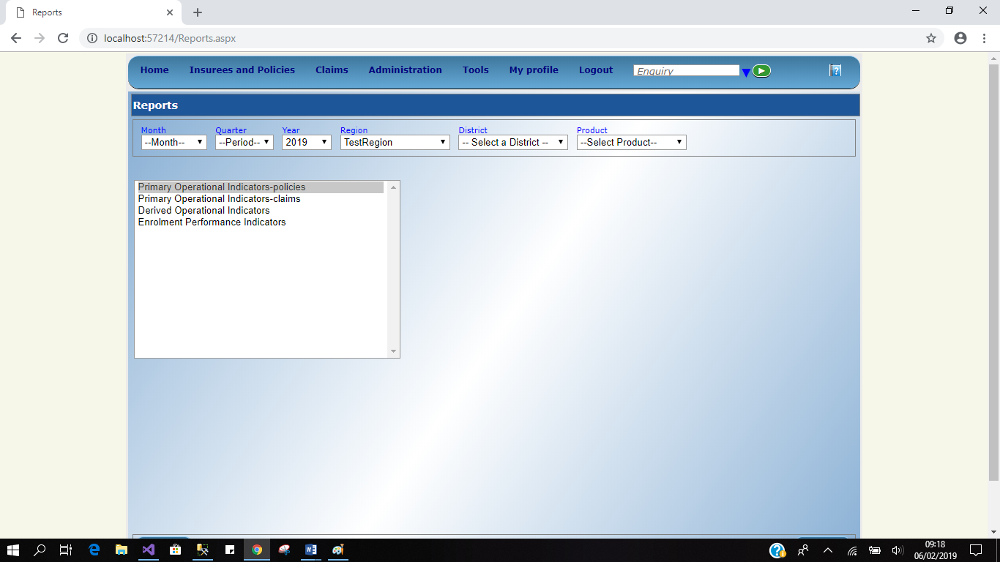 Reports
localhost:57214/Reports.aspx
Home Insurees and Policies Claims Administration Tools My profile Logout Enquiry
Reports
Month Quarter Year Region District Product
--Month-- --Period-- 2019 TestRegion -- Select a District -- --Select Product--
Primary Operational Indicators-policies
Primary Operational Indicators-claims
Derived Operational Indicators
Enrolment Performance Indicators
09:18
06/02/2019